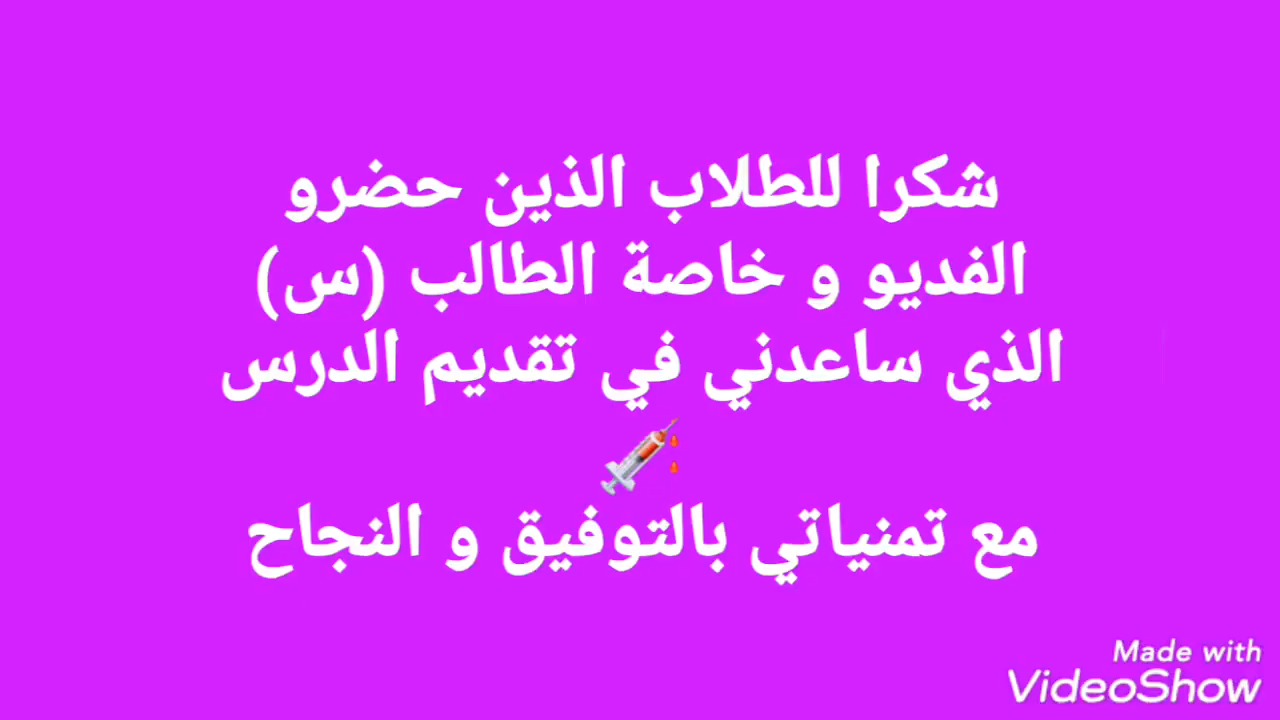 شكرا للطلاب الذين حضرو
الفديو و خاصة الطالب (س)
الذي ساعدني في تقديم الدرس
💉
مع تمنياتي بالتوفيق و النجاح
Made with
VideoShow